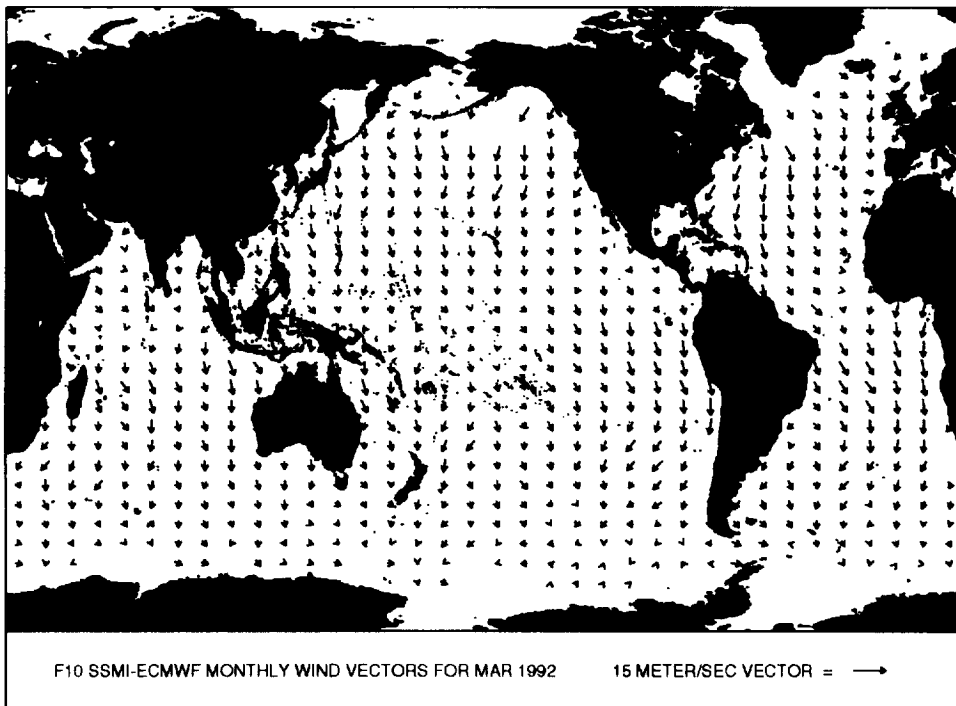 F10 SSMI-ECMWF MONTHLY WIND VECTORS FOR MAR 1992 15 METER/SEC VECTOR =